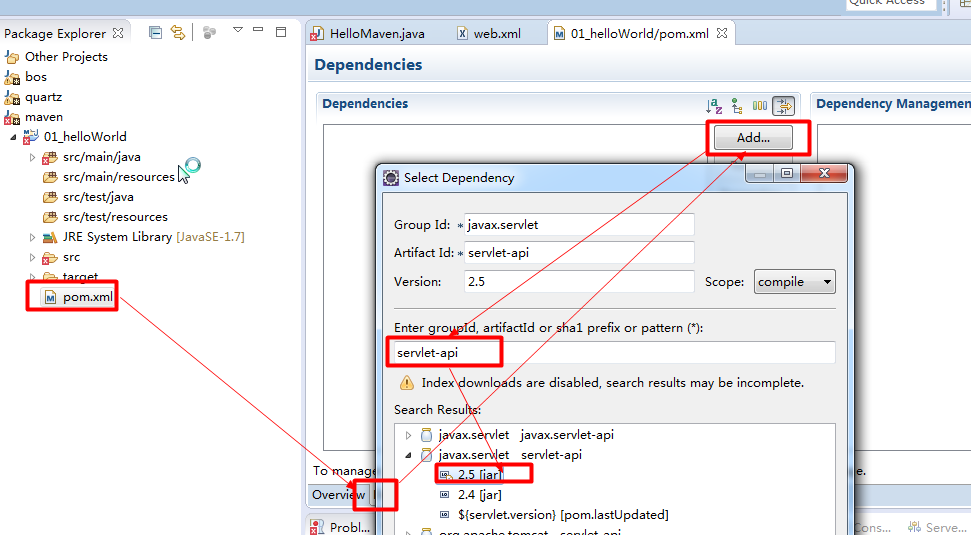 Quick Access
Package Explorer
HelloMaven.java
web.xml
01_helloWorld/pom.xml
Other Projects
bos
quartz
maven
01_helloWorld
src/main/java
src/main/resources
src/test/java
src/test/resources
JRE System Library [JavaSE-1.7]
src
target
pom.xml
Dependencies
Dependencies
Dependency Managemen
Add...
Select Dependency
Group Id: * javax.servlet
Artifact Id: * servlet-api
Version: 2.5
Scope: compile
Enter groupId, artifactId or sha1 prefix or pattern (*):
servlet-api
Index downloads are disabled, search results may be incomplete.
Search Results:
javax.servlet javax.servlet-api
javax.servlet servlet-api
2.5 [jar]
2.4 [jar]
${servlet.version} [pom.lastUpdated]
org.apache.tomcat servlet-api
To manage
e.
Overview
Probl...
Cons...
Serve...